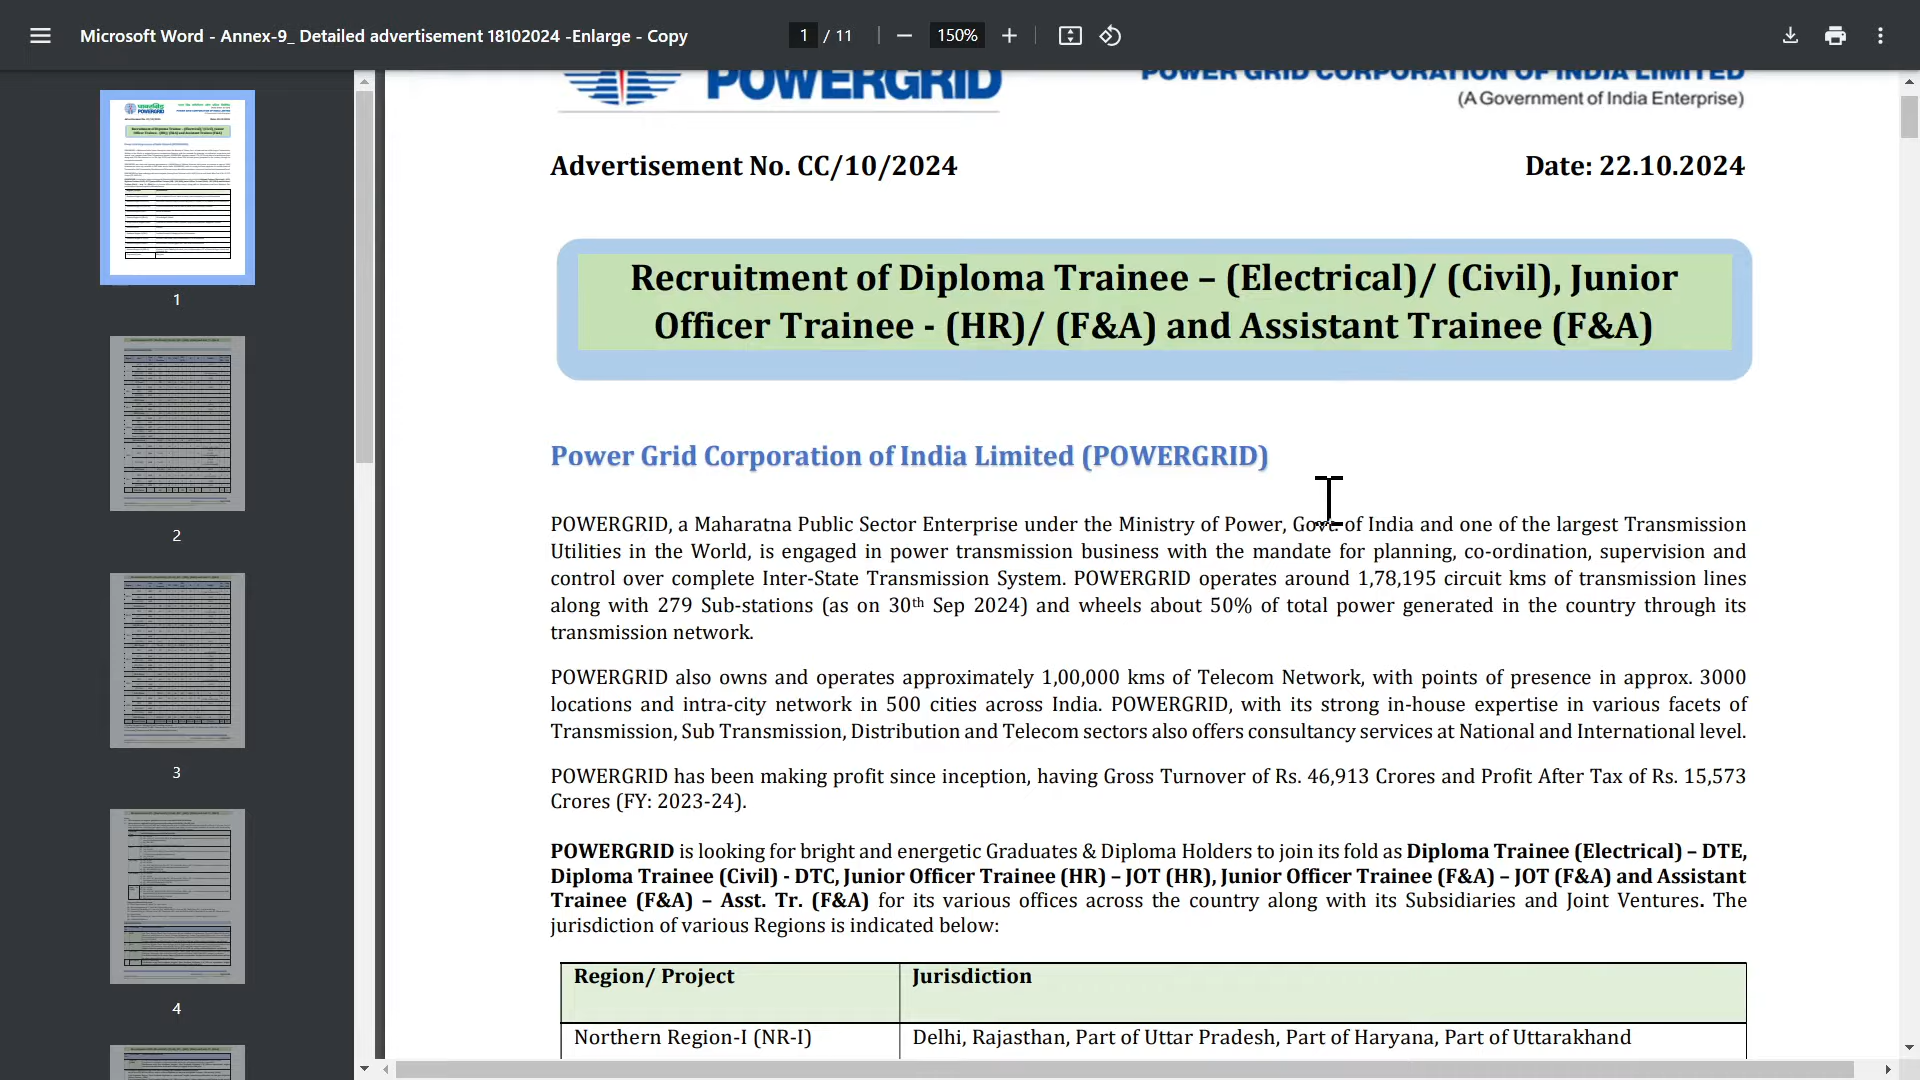 Microsoft Word - Annex-9_ Detailed advertisement 18102024 -Enlarge - Copy
1 / 11
150%
POWERGRID
POWER GRID CORPORATION OF INDIA LIMITED
(A Government of India Enterprise)
Advertisement No. CC/10/2024 Date: 22.10.2024
Recruitment of Diploma Trainee – (Electrical)/ (Civil), Junior
Officer Trainee - (HR)/ (F&A) and Assistant Trainee (F&A)
Power Grid Corporation of India Limited (POWERGRID)
POWERGRID, a Maharatna Public Sector Enterprise under the Ministry of Power, Govt. of India and one of the largest Transmission
Utilities in the World, is engaged in power transmission business with the mandate for planning, co-ordination, supervision and
control over complete Inter-State Transmission System. POWERGRID operates around 1,78,195 circuit kms of transmission lines
along with 279 Sub-stations (as on 30th Sep 2024) and wheels about 50% of total power generated in the country through its
transmission network.
POWERGRID also owns and operates approximately 1,00,000 kms of Telecom Network, with points of presence in approx. 3000
locations and intra-city network in 500 cities across India. POWERGRID, with its strong in-house expertise in various facets of
Transmission, Sub Transmission, Distribution and Telecom sectors also offers consultancy services at National and International level.
POWERGRID has been making profit since inception, having Gross Turnover of Rs. 46,913 Crores and Profit After Tax of Rs. 15,573
Crores (FY: 2023-24).
POWERGRID is looking for bright and energetic Graduates & Diploma Holders to join its fold as Diploma Trainee (Electrical) – DTE,
Diploma Trainee (Civil) - DTC, Junior Officer Trainee (HR) – JOT (HR), Junior Officer Trainee (F&A) – JOT (F&A) and Assistant
Trainee (F&A) – Asst. Tr. (F&A) for its various offices across the country along with its Subsidiaries and Joint Ventures. The
jurisdiction of various Regions is indicated below:
Region/ Project Jurisdiction
Northern Region-I (NR-I) Delhi, Rajasthan, Part of Uttar Pradesh, Part of Haryana, Part of Uttarakhand
1
2
3
4